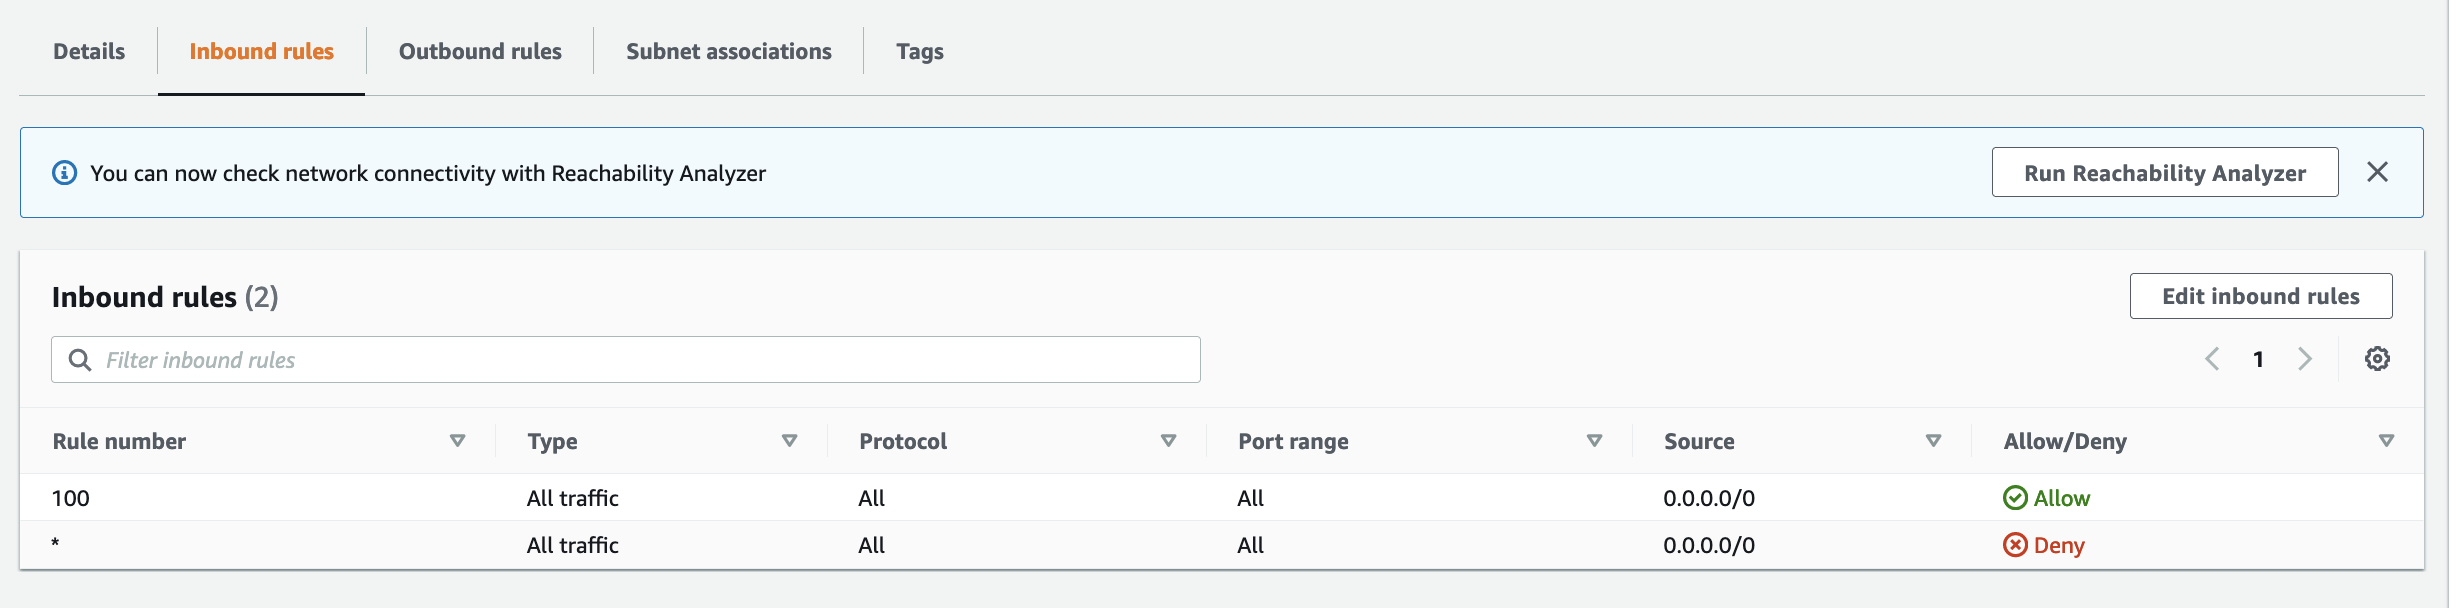 Details Inbound rules Outbound rules Subnet associations Tags
You can now check network connectivity with Reachability Analyzer Run Reachability Analyzer
Inbound rules (2) Edit inbound rules
Filter inbound rules 1
Rule number Type Protocol Port range Source Allow/Deny
100 All traffic All All 0.0.0.0/0 Allow
* All traffic All All 0.0.0.0/0 Deny